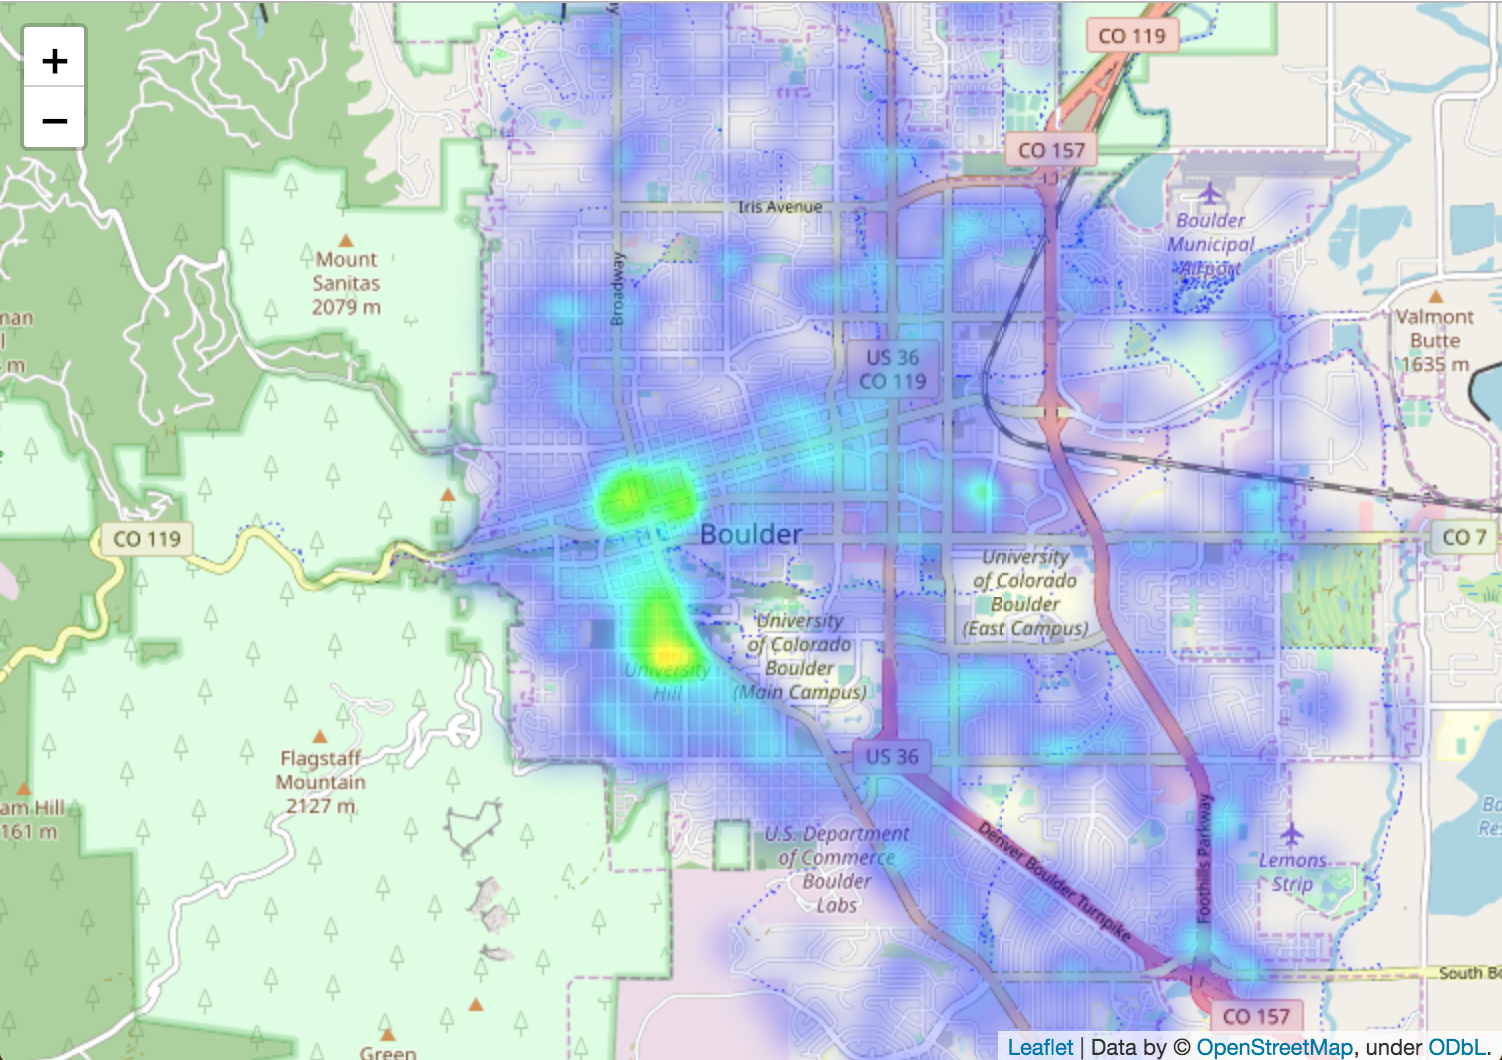 +
−
CO 119
CO 157
Iris Avenue
Boulder
Municipal
Airport
Mount
Sanitas
2079 m
Broadway
US 36
CO 119
Valmont
Butte
1635 m
CO 119
Boulder
CO 7
University
of Colorado
Boulder
(East Campus)
University
of Colorado
Boulder
(Main Campus)
University
Hill
US 36
Flagstaff
Mountain
2127 m
am Hill
161 m
U.S. Department
of Commerce
Boulder
Labs
Denver Boulder Turnpike
Foothills Parkway
Lemons
Strip
Ba
Res
South Bo
CO 157
Green
Leaflet | Data by © OpenStreetMap, under ODbL.